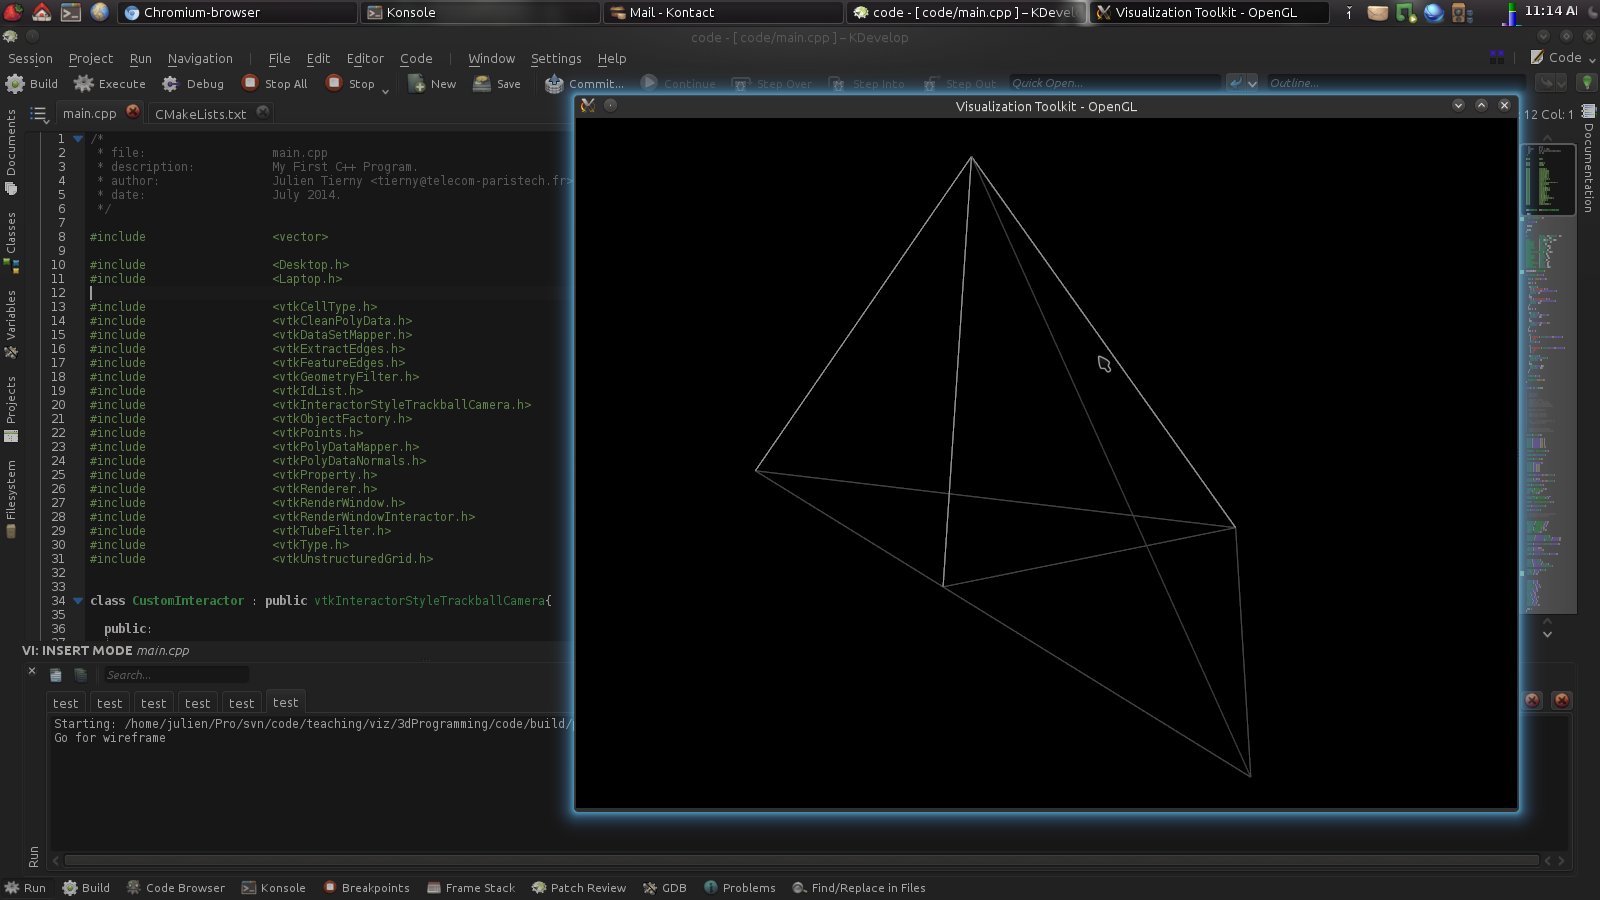 Chromium-browser
Konsole
Mail - Kontact
code - [ code/main.cpp ] – KDevelo
Visualization Toolkit - OpenGL
11:14 AM
code - [ code/main.cpp ] – KDevelop
Session Project Run Navigation | File Edit Editor Code | Window Settings Help
Code
Build Execute Debug Stop All Stop New Save Commit... Continue Step Over Step Into Step Out Quick Open... Outline...
main.cpp CMakeLists.txt
12 Col: 1
Visualization Toolkit - OpenGL
Documents
Classes
Variables
Projects
Filesystem
Documentation
1 /*
2 * file: main.cpp
3 * description: My First C++ Program.
4 * author: Julien Tierny <tierny@telecom-paristech.fr>
5 * date: July 2014.
6 */
7
8 #include <vector>
9
10 #include <Desktop.h>
11 #include <Laptop.h>
12
13 #include <vtkCellType.h>
14 #include <vtkCleanPolyData.h>
15 #include <vtkDataSetMapper.h>
16 #include <vtkExtractEdges.h>
17 #include <vtkFeatureEdges.h>
18 #include <vtkGeometryFilter.h>
19 #include <vtkIdList.h>
20 #include <vtkInteractorStyleTrackballCamera.h>
21 #include <vtkObjectFactory.h>
22 #include <vtkPoints.h>
23 #include <vtkPolyDataMapper.h>
24 #include <vtkPolyDataNormals.h>
25 #include <vtkProperty.h>
26 #include <vtkRenderer.h>
27 #include <vtkRenderWindow.h>
28 #include <vtkRenderWindowInteractor.h>
29 #include <vtkTubeFilter.h>
30 #include <vtkType.h>
31 #include <vtkUnstructuredGrid.h>
32
33
34 class CustomInteractor : public vtkInteractorStyleTrackballCamera{
35
36 public:
VI: INSERT MODE main.cpp
Search...
test test test test test test
Starting: /home/julien/Pro/svn/code/teaching/viz/3dProgramming/code/build/
Go for wireframe
Run
Run Build Code Browser Konsole Breakpoints Frame Stack Patch Review GDB Problems Find/Replace in Files